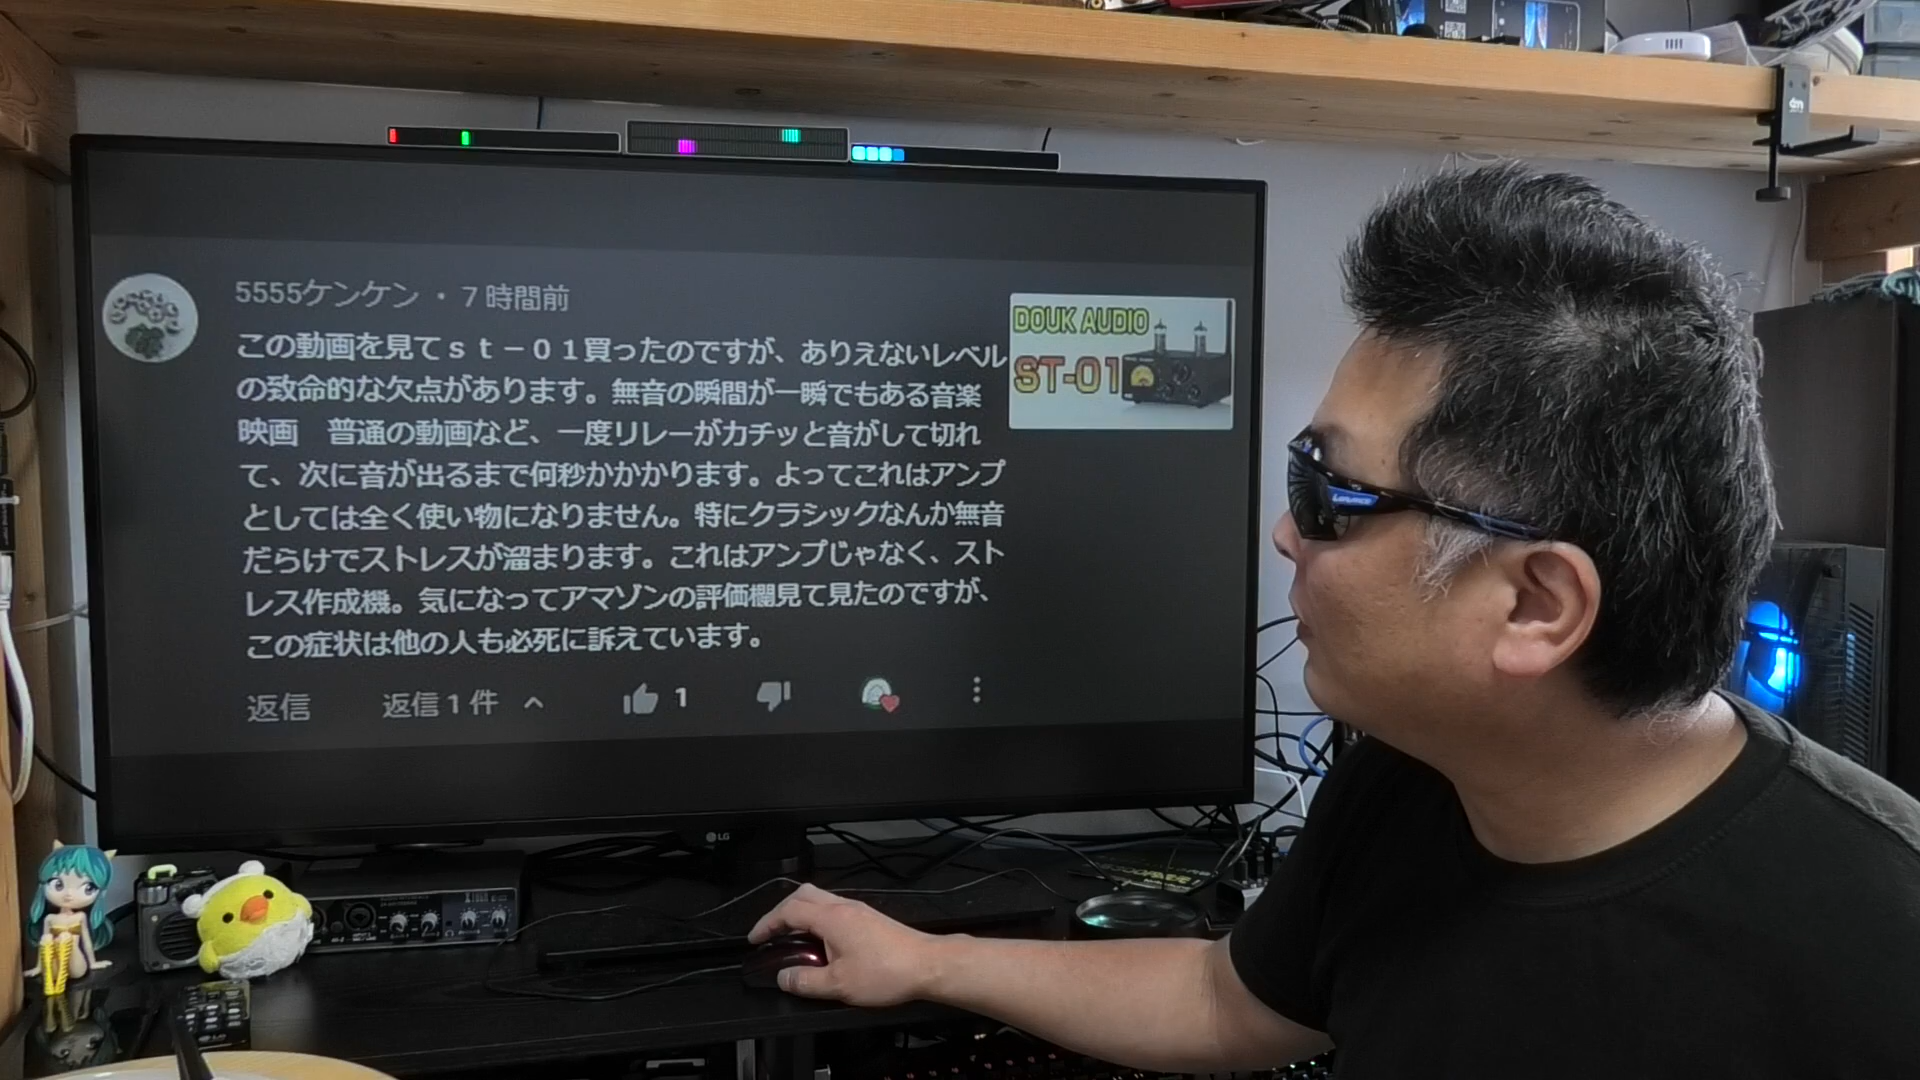 5555ケンケン・7 時間前
この動画を見てｓｔ－０１買ったのですが、ありえないレベル
の致命的な欠点があります。無音の瞬間が一瞬でもある音楽
映画　普通の動画など、一度リレーがカチッと音がして切れ
て、次に音が出るまで何秒かかかります。よってこれはアンプ
としては全く使い物になりません。特にクラシックなんか無音
だらけでストレスが溜まります。これはアンプじゃなく、スト
レス作成機。気になってアマゾンの評価欄見て見たのですが、
この症状は他の人も必死に訴えています。
返信 返信 1 件 1
DOUK AUDIO
ST-01
LG